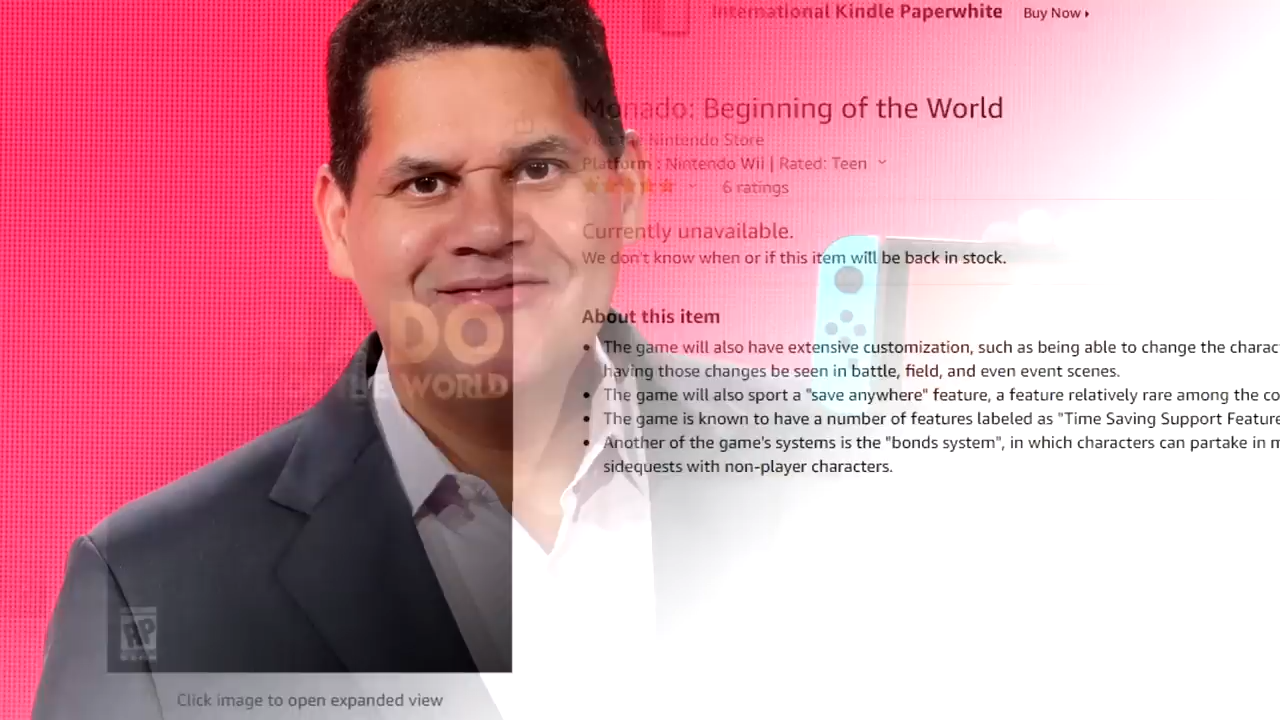 International Kindle Paperwhite Buy Now
Monado: Beginning of the World
Visit the Nintendo Store
Platform : Nintendo Wii | Rated: Teen
6 ratings
Currently unavailable.
We don't know when or if this item will be back in stock.
About this item
The game will also have extensive customization, such as being able to change the charac
having those changes be seen in battle, field, and even event scenes.
The game will also sport a "save anywhere" feature, a feature relatively rare among the co
The game is known to have a number of features labeled as "Time Saving Support Feature
Another of the game's systems is the "bonds system", in which characters can partake in m
sidequests with non-player characters.
DO
WORLD
RP
Click image to open expanded view